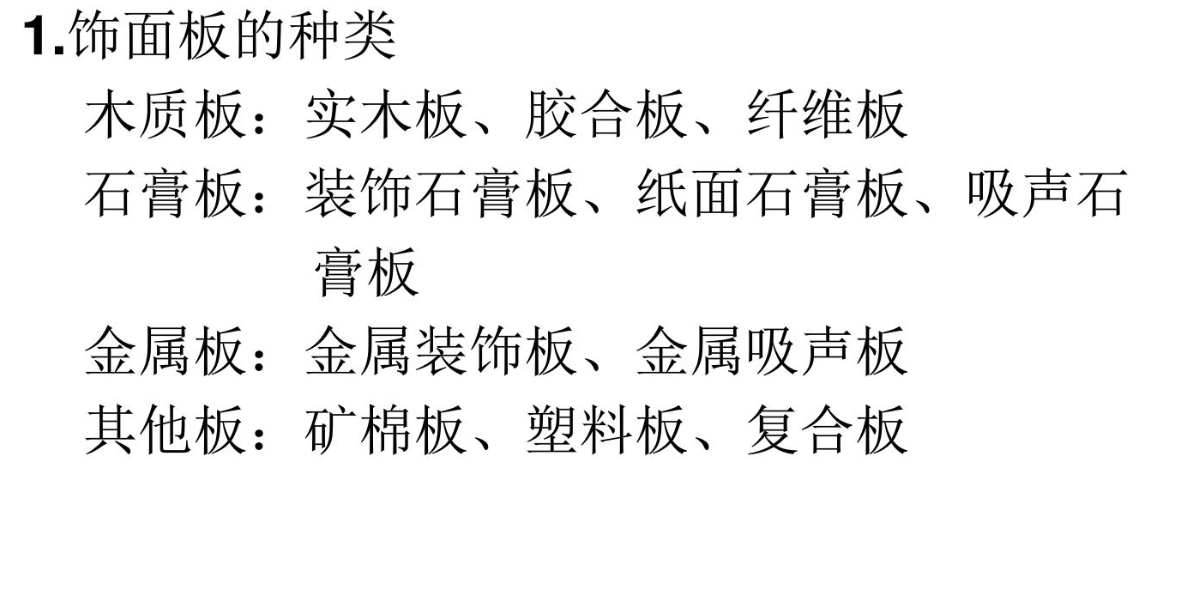 1.饰面板的种类
木质板：实木板、胶合板、纤维板
石膏板：装饰石膏板、纸面石膏板、吸声石
膏板
金属板：金属装饰板、金属吸声板
其他板：矿棉板、塑料板、复合板